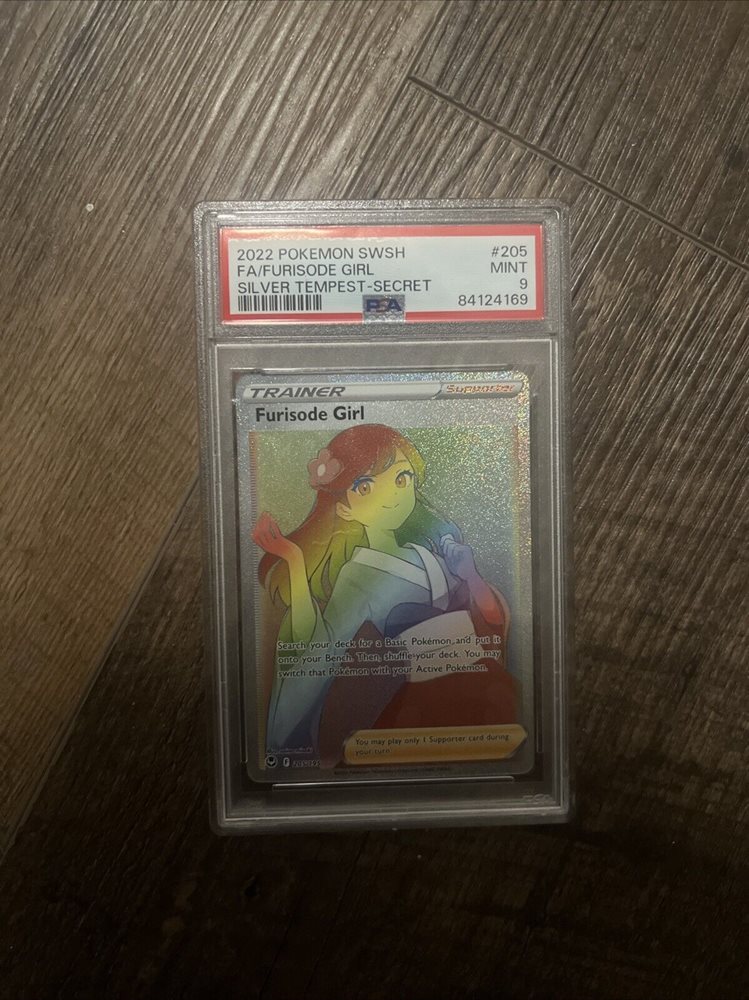 2022 POKEMON SWSH #205
FA/FURISODE GIRL MINT
SILVER TEMPEST-SECRET 9
PSA 84124169
TRAINER Supporter
Furisode Girl
Search your deck for a Basic Pokémon and put it
onto your Bench. Then, shuffle your deck. You may
switch that Pokémon with your Active Pokémon.
You may play only 1 Supporter card during
your turn.
205/195